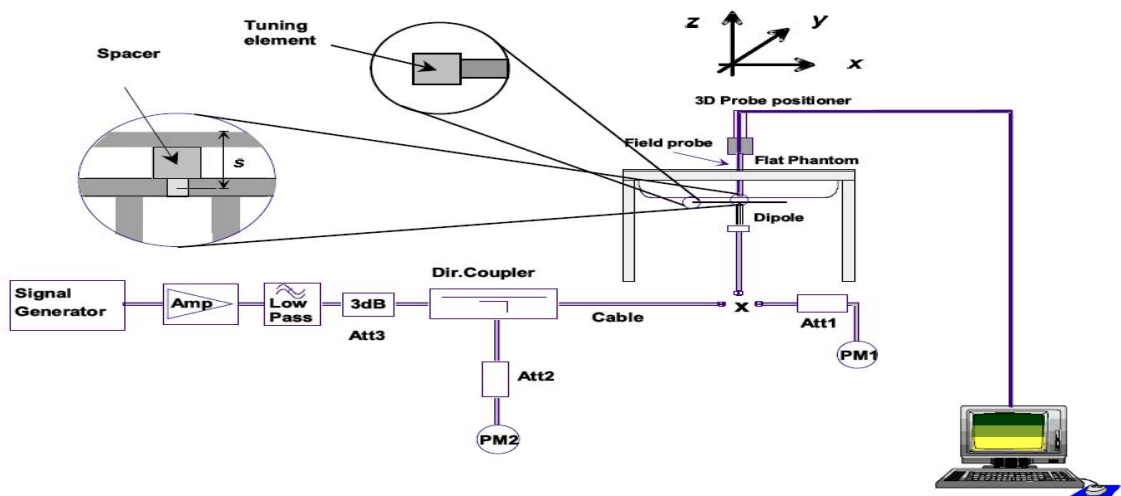 Tuning
element
Spacer
s
z
y
x
3D Probe positioner
Field probe
Flat Phantom
Dipole
Dir.Coupler
Signal
Generator
Amp
Low
Pass
3dB
Att3
Cable
x
Att1
PM1
Att2
PM2